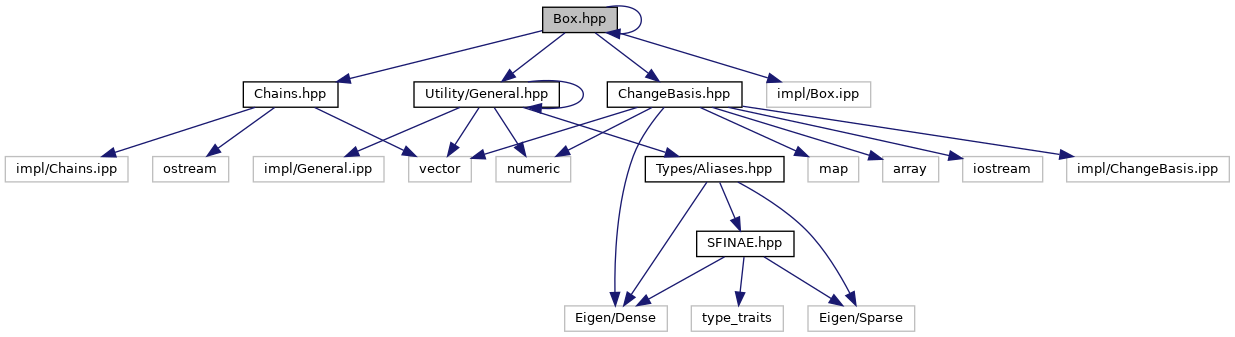 Box.hpp
Chains.hpp
Utility/General.hpp
ChangeBasis.hpp
impl/Box.ipp
impl/Chains.ipp
ostream
impl/General.ipp
vector
numeric
Types/Aliases.hpp
map
array
iostream
impl/ChangeBasis.ipp
SFINAE.hpp
Eigen/Dense
type_traits
Eigen/Sparse